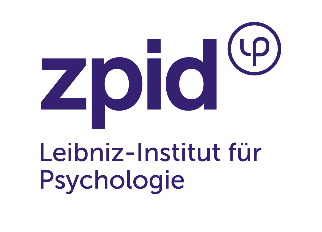 zpid
Leibniz-Institut für
Psychologie